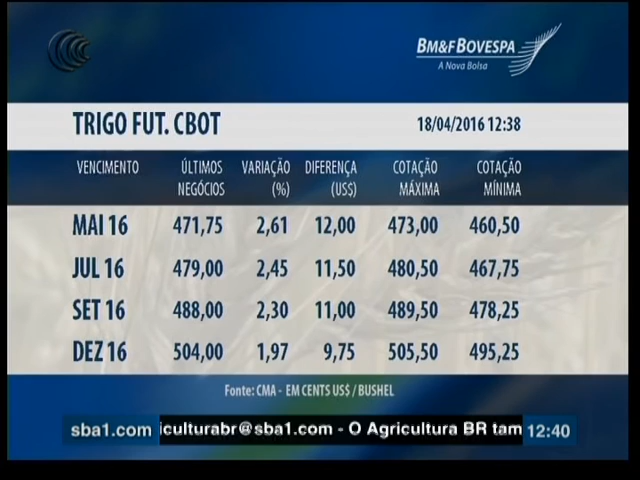 BM&FBOVESPA
A Nova Bolsa
TRIGO FUT. CBOT 18/04/2016 12:38
VENCIMENTO ÚLTIMOS NEGÓCIOS VARIAÇÃO (%) DIFERENÇA (US$) COTAÇÃO MÁXIMA COTAÇÃO MÍNIMA
MAI 16 471,75 2,61 12,00 473,00 460,50
JUL 16 479,00 2,45 11,50 480,50 467,75
SET 16 488,00 2,30 11,00 489,50 478,25
DEZ 16 504,00 1,97 9,75 505,50 495,25
Fonte: CMA - EM CENTS US$ / BUSHEL
sba1.com iculturabr@sba1.com - O Agricultura BR tam 12:40